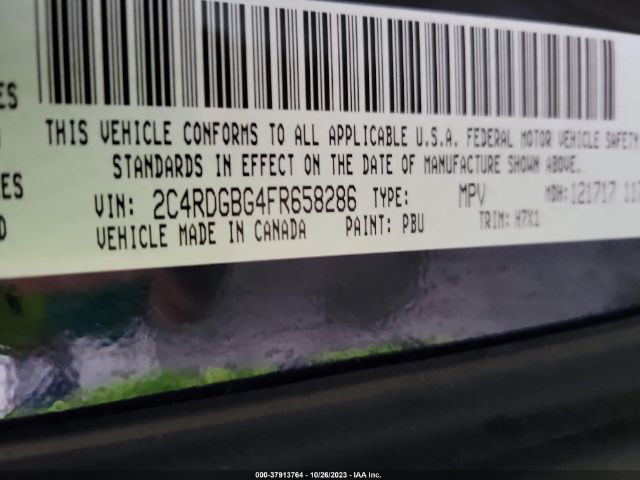 ES
THIS VEHICLE CONFORMS TO ALL APPLICABLE U.S.A. FEDERAL MOTOR VEHICLE SAFETY
STANDARDS IN EFFECT ON THE DATE OF MANUFACTURE SHOWN ABOVE.
ES
VIN: 2C4RDGBG4FR658286 TYPE: MPV MDH: 121717
D VEHICLE MADE IN CANADA PAINT: PBU TRIM: H7X1
000-37913764 - 10/26/2023 - IAA Inc.